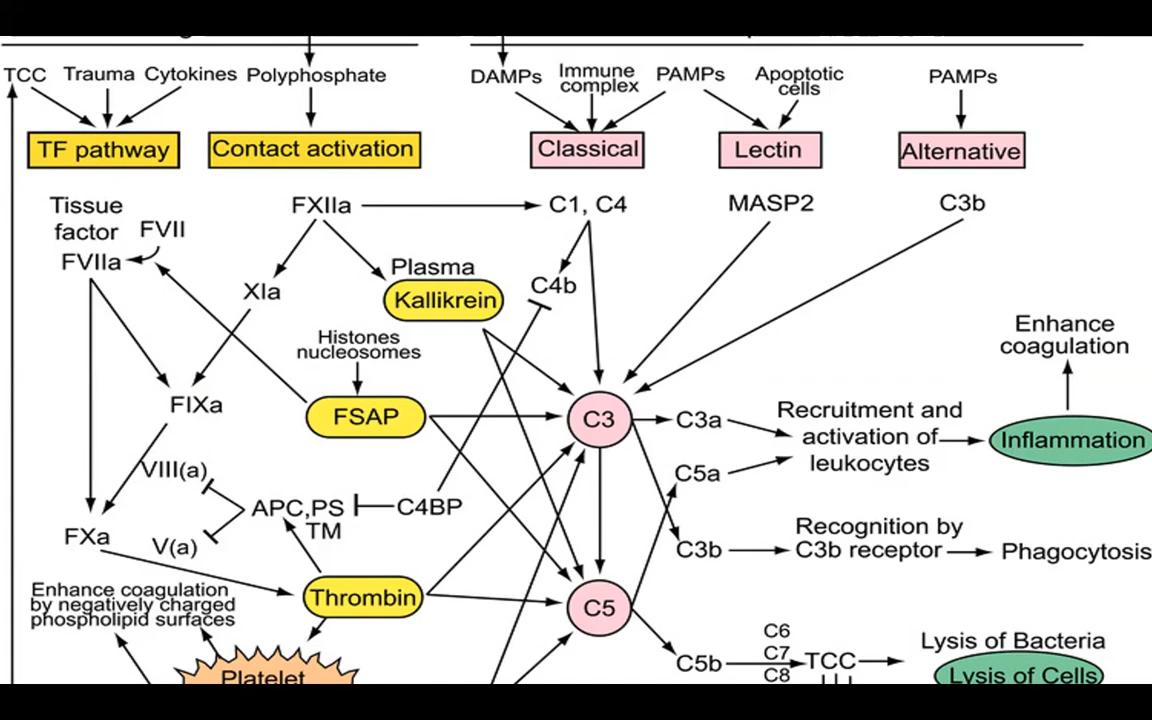 TCC
Trauma
Cytokines
Polyphosphate
DAMPs
Immune
complex
PAMPs
Apoptotic
cells
PAMPs
TF pathway
Contact activation
Classical
Lectin
Alternative
Tissue
factor
FVII
FVIIa
FXIIa
C1, C4
MASP2
C3b
XIa
Plasma
Kallikrein
C4b
Histones
nucleosomes
Enhance
coagulation
FIXa
FSAP
C3
C3a
Recruitment and
activation of
leukocytes
Inflammation
VIII(a)
C5a
APC,PS
TM
C4BP
FXa
V(a)
C3b
Recognition by
C3b receptor
Phagocytosis
Enhance coagulation
by negatively charged
phospholipid surfaces
Thrombin
C5
C6
C7
C8
C5b
TCC
Lysis of Bacteria
Lysis of Cells
Platelet